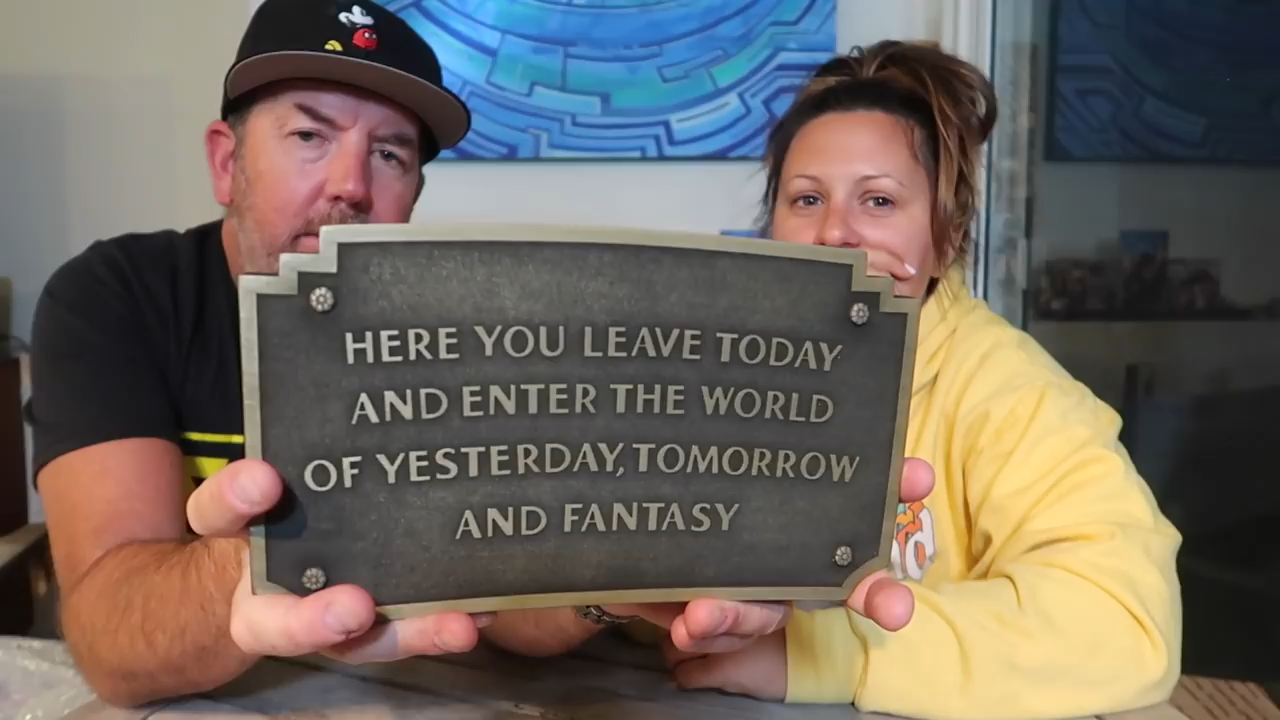 HERE YOU LEAVE TODAY
AND ENTER THE WORLD
OF YESTERDAY, TOMORROW
AND FANTASY